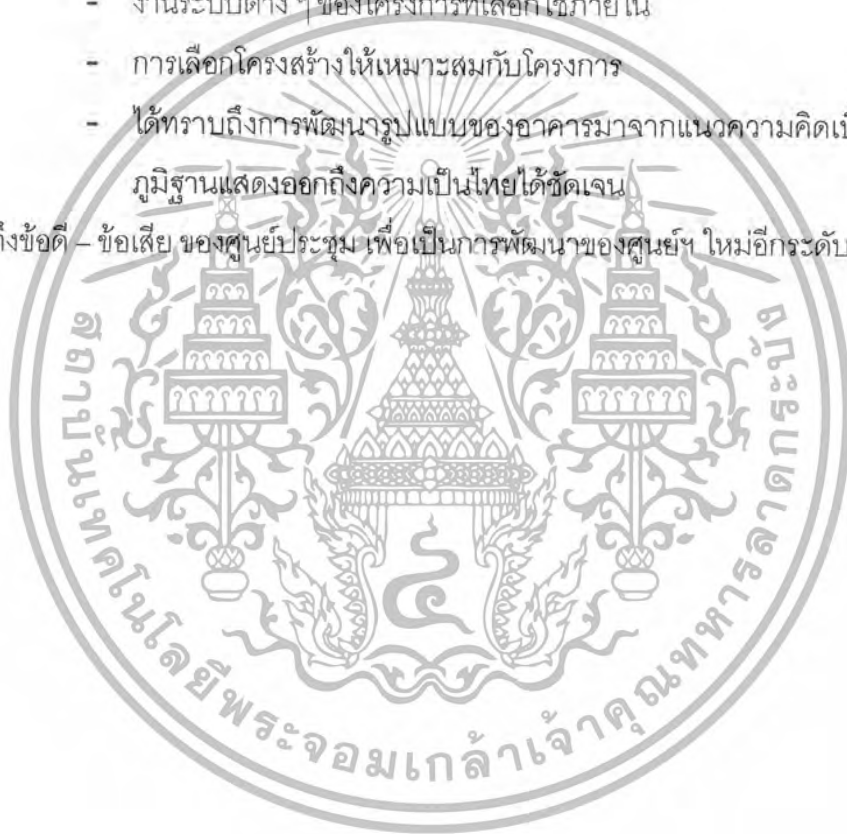 - งานระบบต่าง ๆ ของโครงการที่เลือกใช้ภายใน
- การเลือกโครงสร้างให้เหมาะสมกับโครงการ
- ได้ทราบถึงการพัฒนารูปแบบของอาคารมาจากแนวความคิดเ
ภูมิฐานแสดงออกถึงความเป็นไทยได้ชัดเจน
ถึงข้อดี – ข้อเสีย ของศูนย์ประชุม เพื่อเป็นการพัฒนาของศูนย์ฯ ใหม่อีกระดับ
สถาบันเทคโนโลยีพระจอมเกล้าเจ้าคุณทหารลาดกระบัง
๔